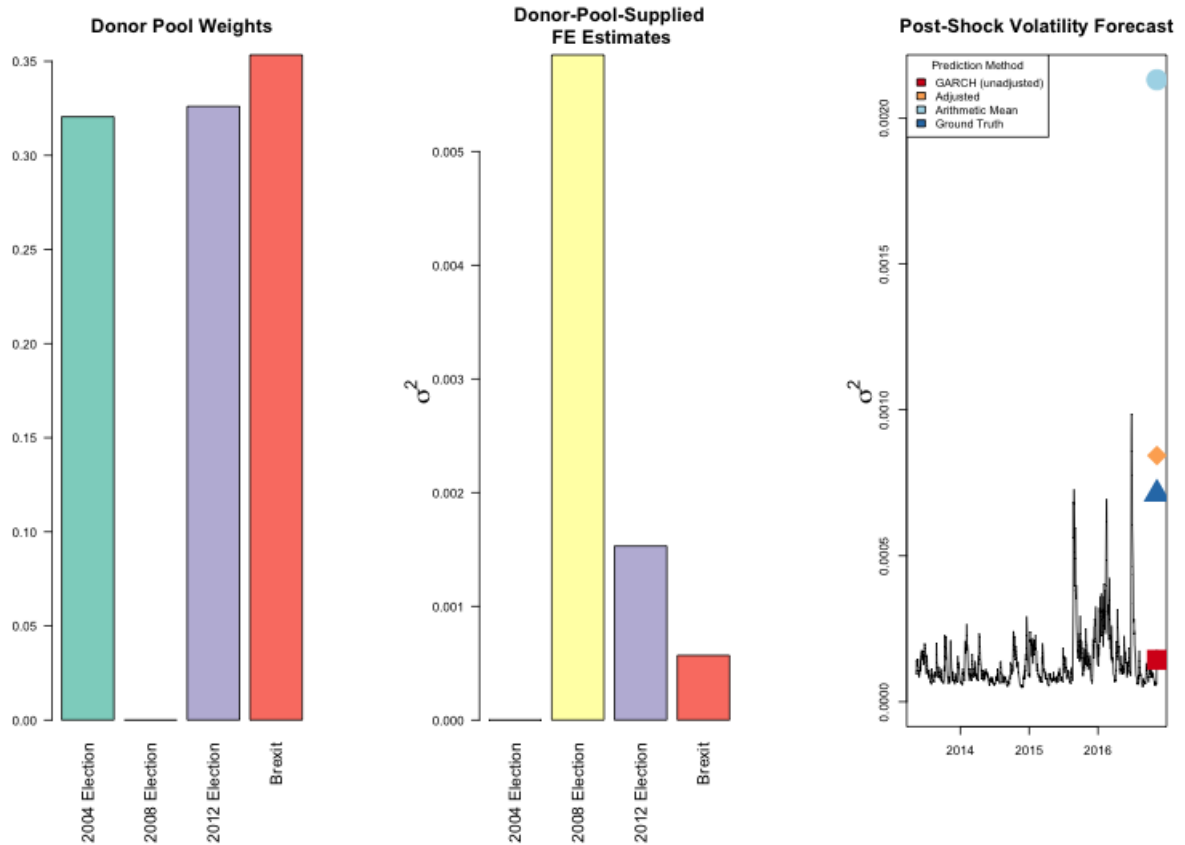 Donor Pool Weights
0.35
0.30
0.25
0.20
0.15
0.10
0.05
0.00
2004 Election
2008 Election
2012 Election
Brexit
Donor-Pool-Supplied
FE Estimates
σ²
0.005
0.004
0.003
0.002
0.001
0.000
2004 Election
2008 Election
2012 Election
Brexit
Post-Shock Volatility Forecast
Prediction Method
GARCH (unadjusted)
Adjusted
Arithmetic Mean
Ground Truth
σ²
0.0020
0.0015
0.0010
0.0005
0.0000
2014
2015
2016